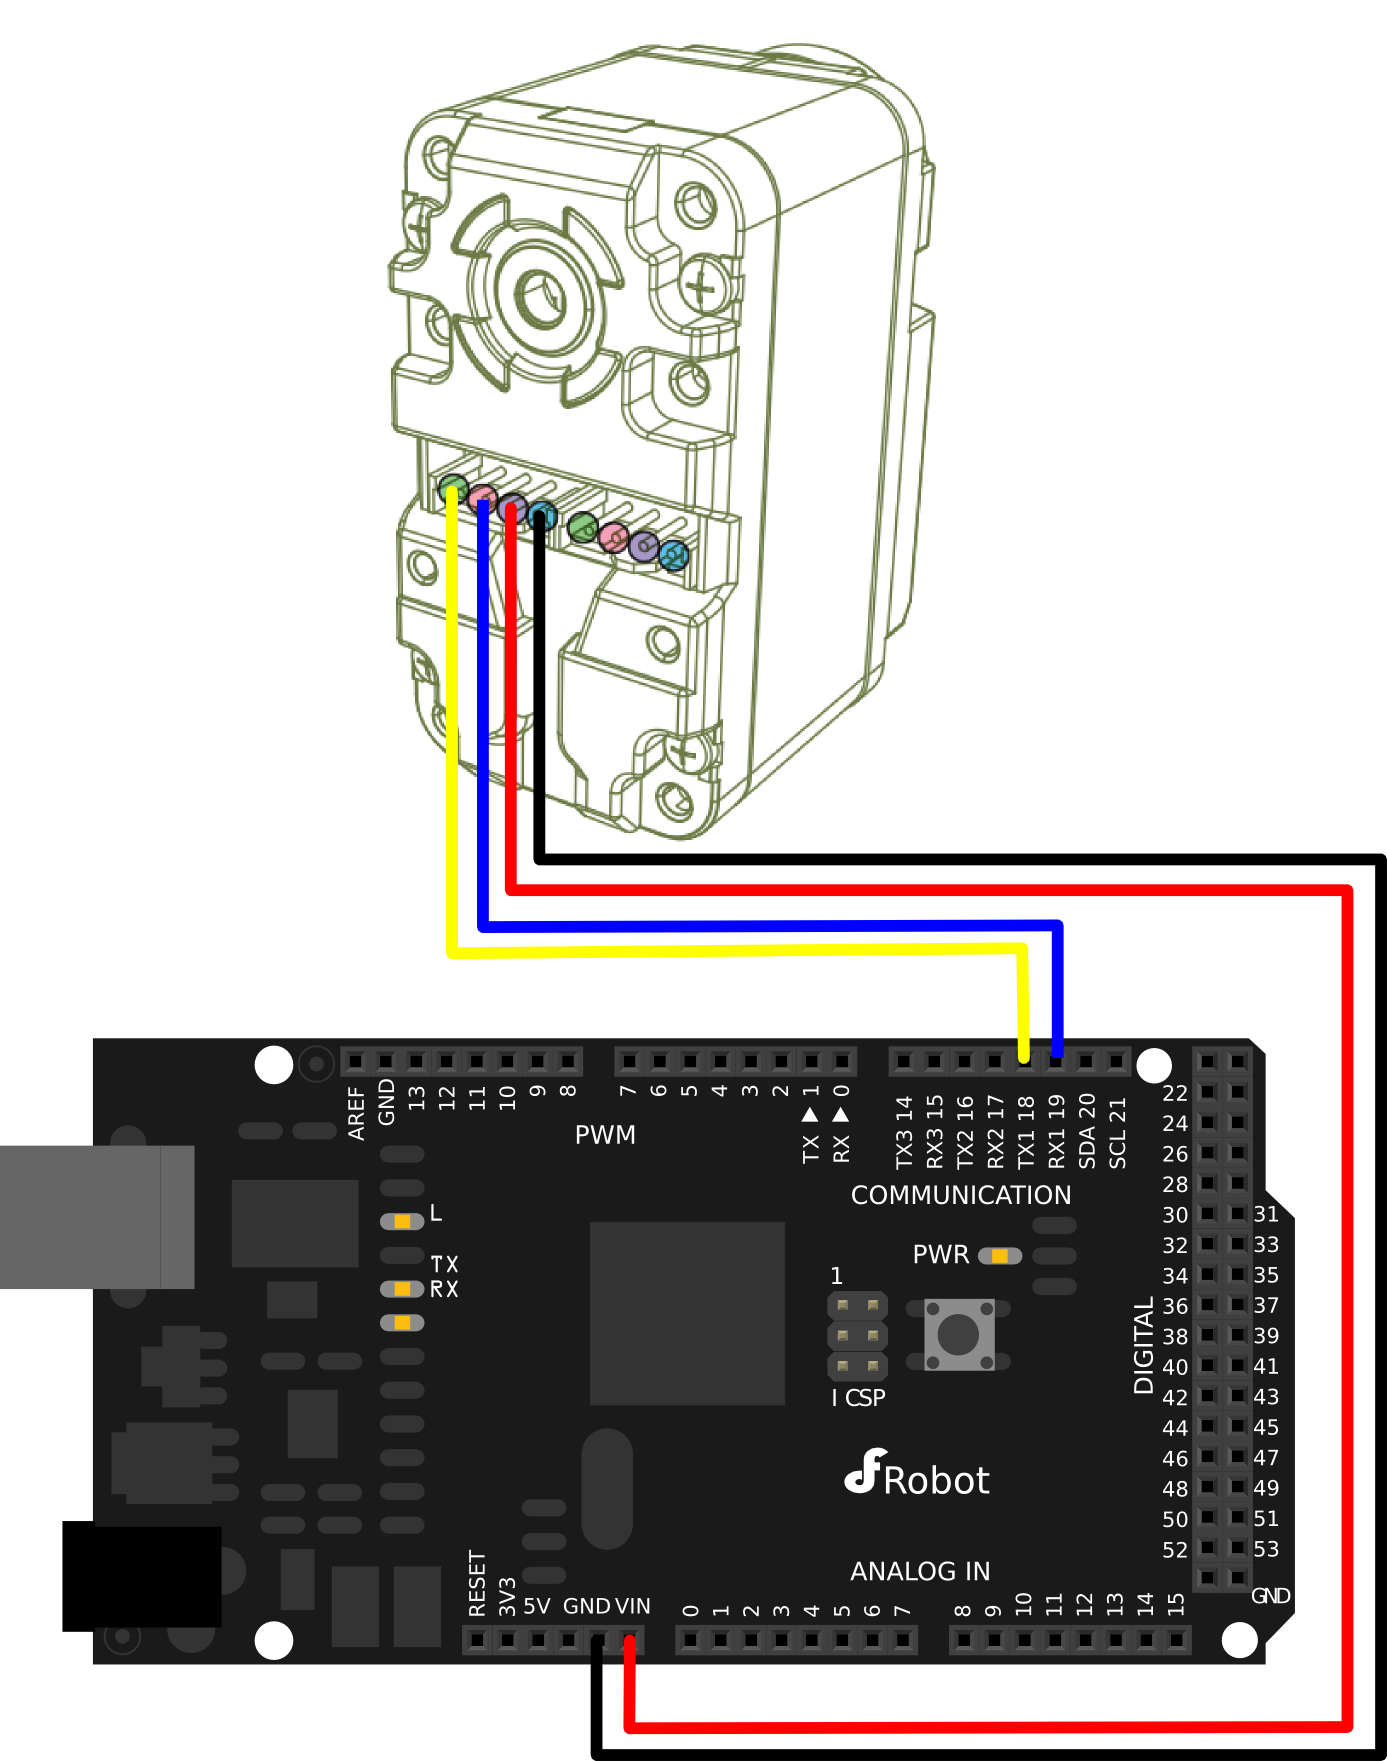 AREF GND 13 12 11 10 9 8 7 6 5 4 3 2 1 0
TX RX
TX3 14 RX3 15 TX2 16 RX2 17 TX1 18 RX1 19 SDA 20 SCL 21
PWM
COMMUNICATION
L
TX
RX
PWR
1
ICSP
DIGITAL
22
24
26
28
30 31
32 33
34 35
36 37
38 39
40 41
42 43
44 45
46 47
48 49
50 51
52 53
GND
Robot
ANALOG IN
RESET 3V3 5V GND VIN
0 1 2 3 4 5 6 7 8 9 10 11 12 13 14 15